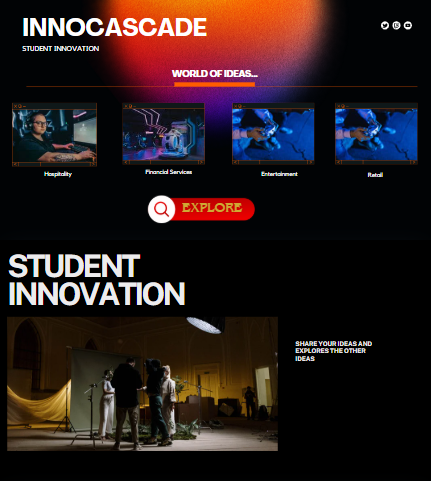 INNOCASCADE
STUDENT INNOVATION
WORLD OF IDEAS...
Hospitality
Financial Services
Entertainment
Retail
EXPLORE
STUDENT
INNOVATION
SHARE YOUR IDEAS AND
EXPLORES THE OTHER
IDEAS